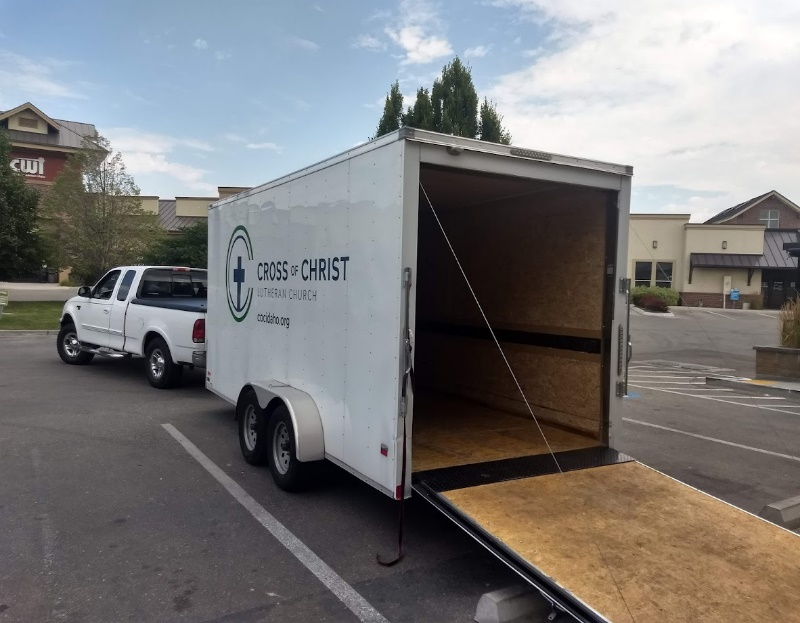 cwi
CROSS OF CHRIST
LUTHERAN CHURCH
cocidaho.org